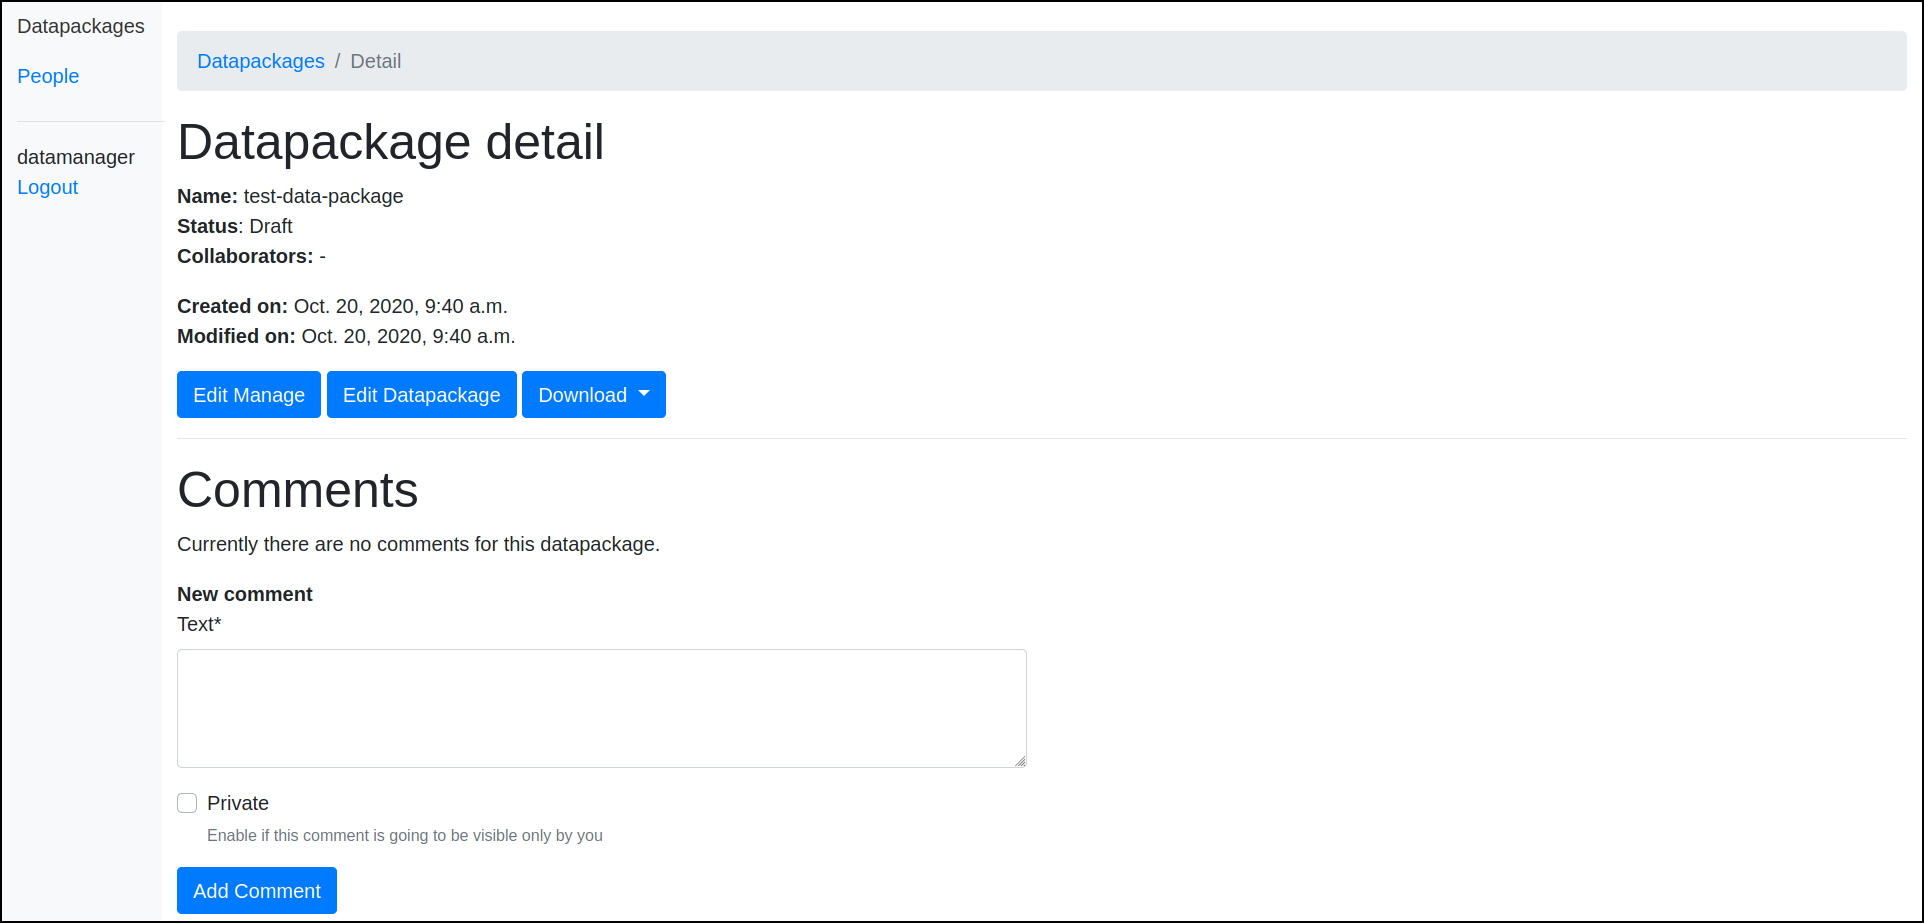 Datapackages
People
datamanager
Logout
Datapackages / Detail
Datapackage detail
Name: test-data-package
Status: Draft
Collaborators: -
Created on: Oct. 20, 2020, 9:40 a.m.
Modified on: Oct. 20, 2020, 9:40 a.m.
Edit Manage Edit Datapackage Download
Comments
Currently there are no comments for this datapackage.
New comment
Text*
Private
Enable if this comment is going to be visible only by you
Add Comment